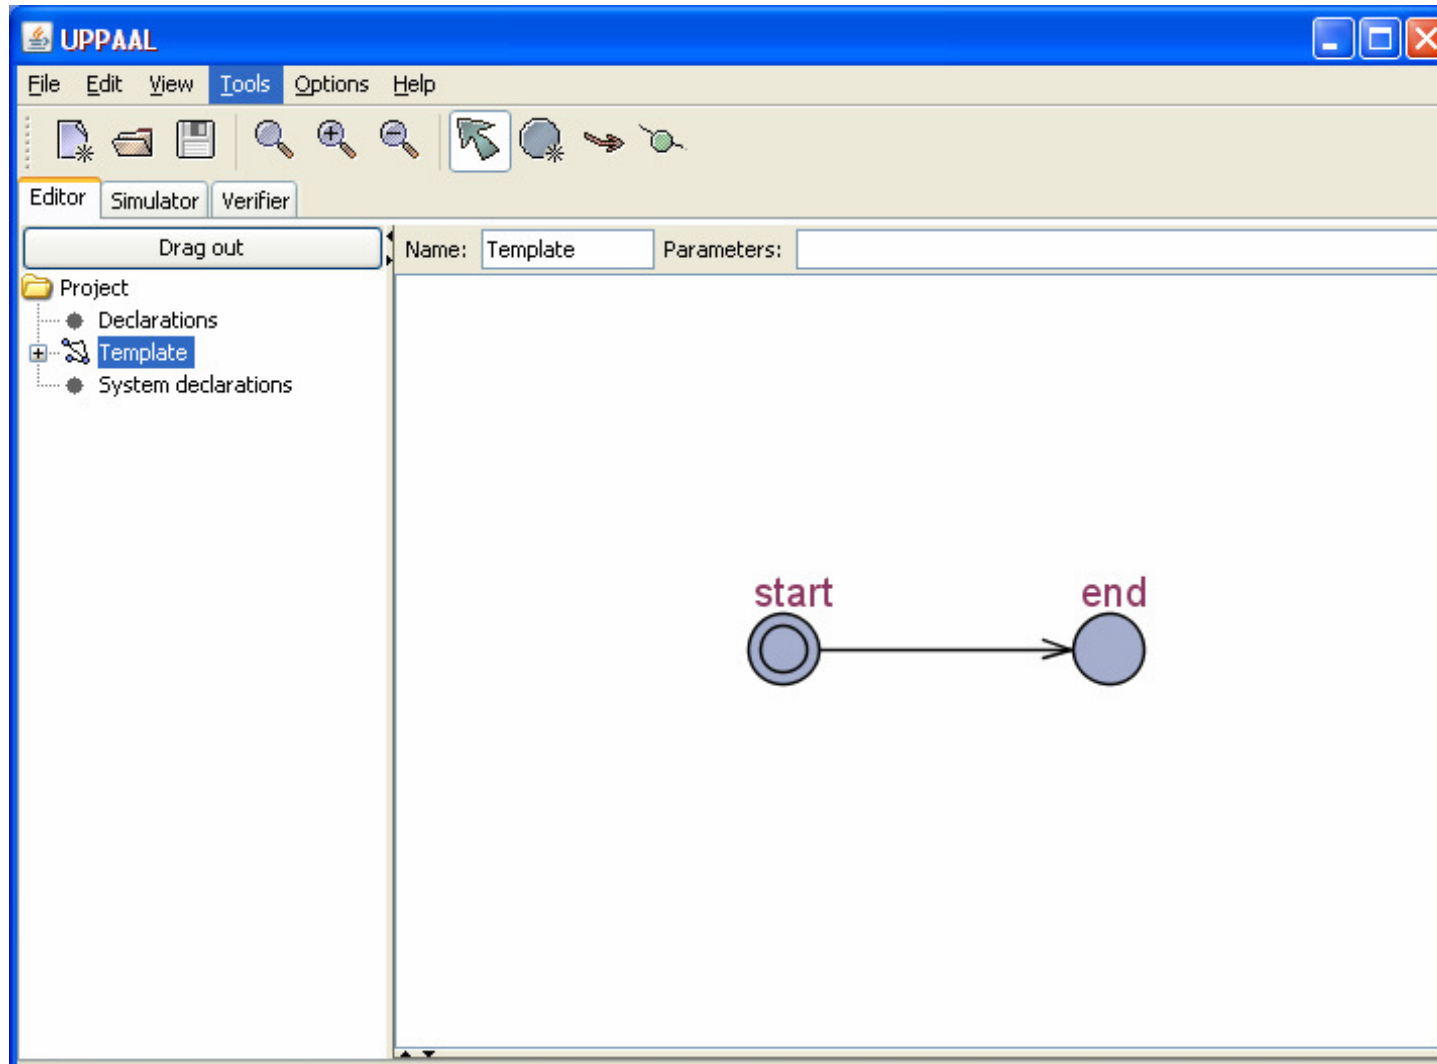 UPPAAL
File Edit View Tools Options Help
Editor Simulator Verifier
Drag out
Name: Template Parameters:
Project
Declarations
Template
System declarations
start end